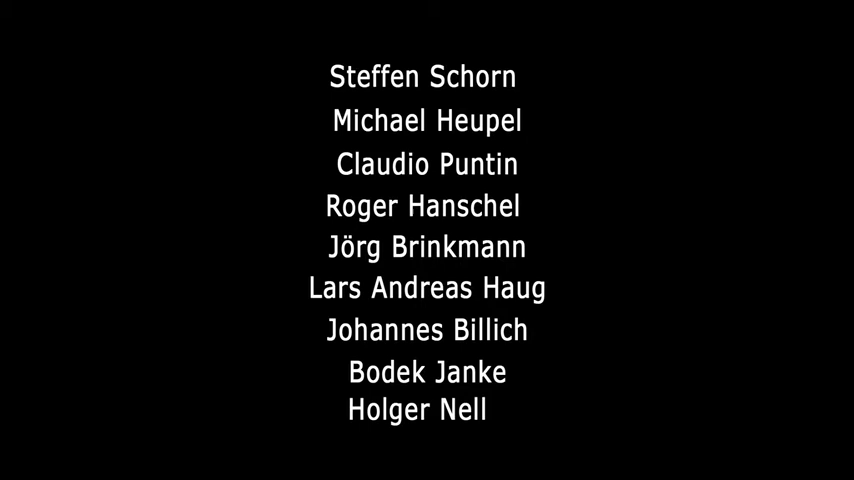 Steffen Schorn
Michael Heupel
Claudio Puntin
Roger Hanschel
Jörg Brinkmann
Lars Andreas Haug
Johannes Billich
Bodek Janke
Holger Nell